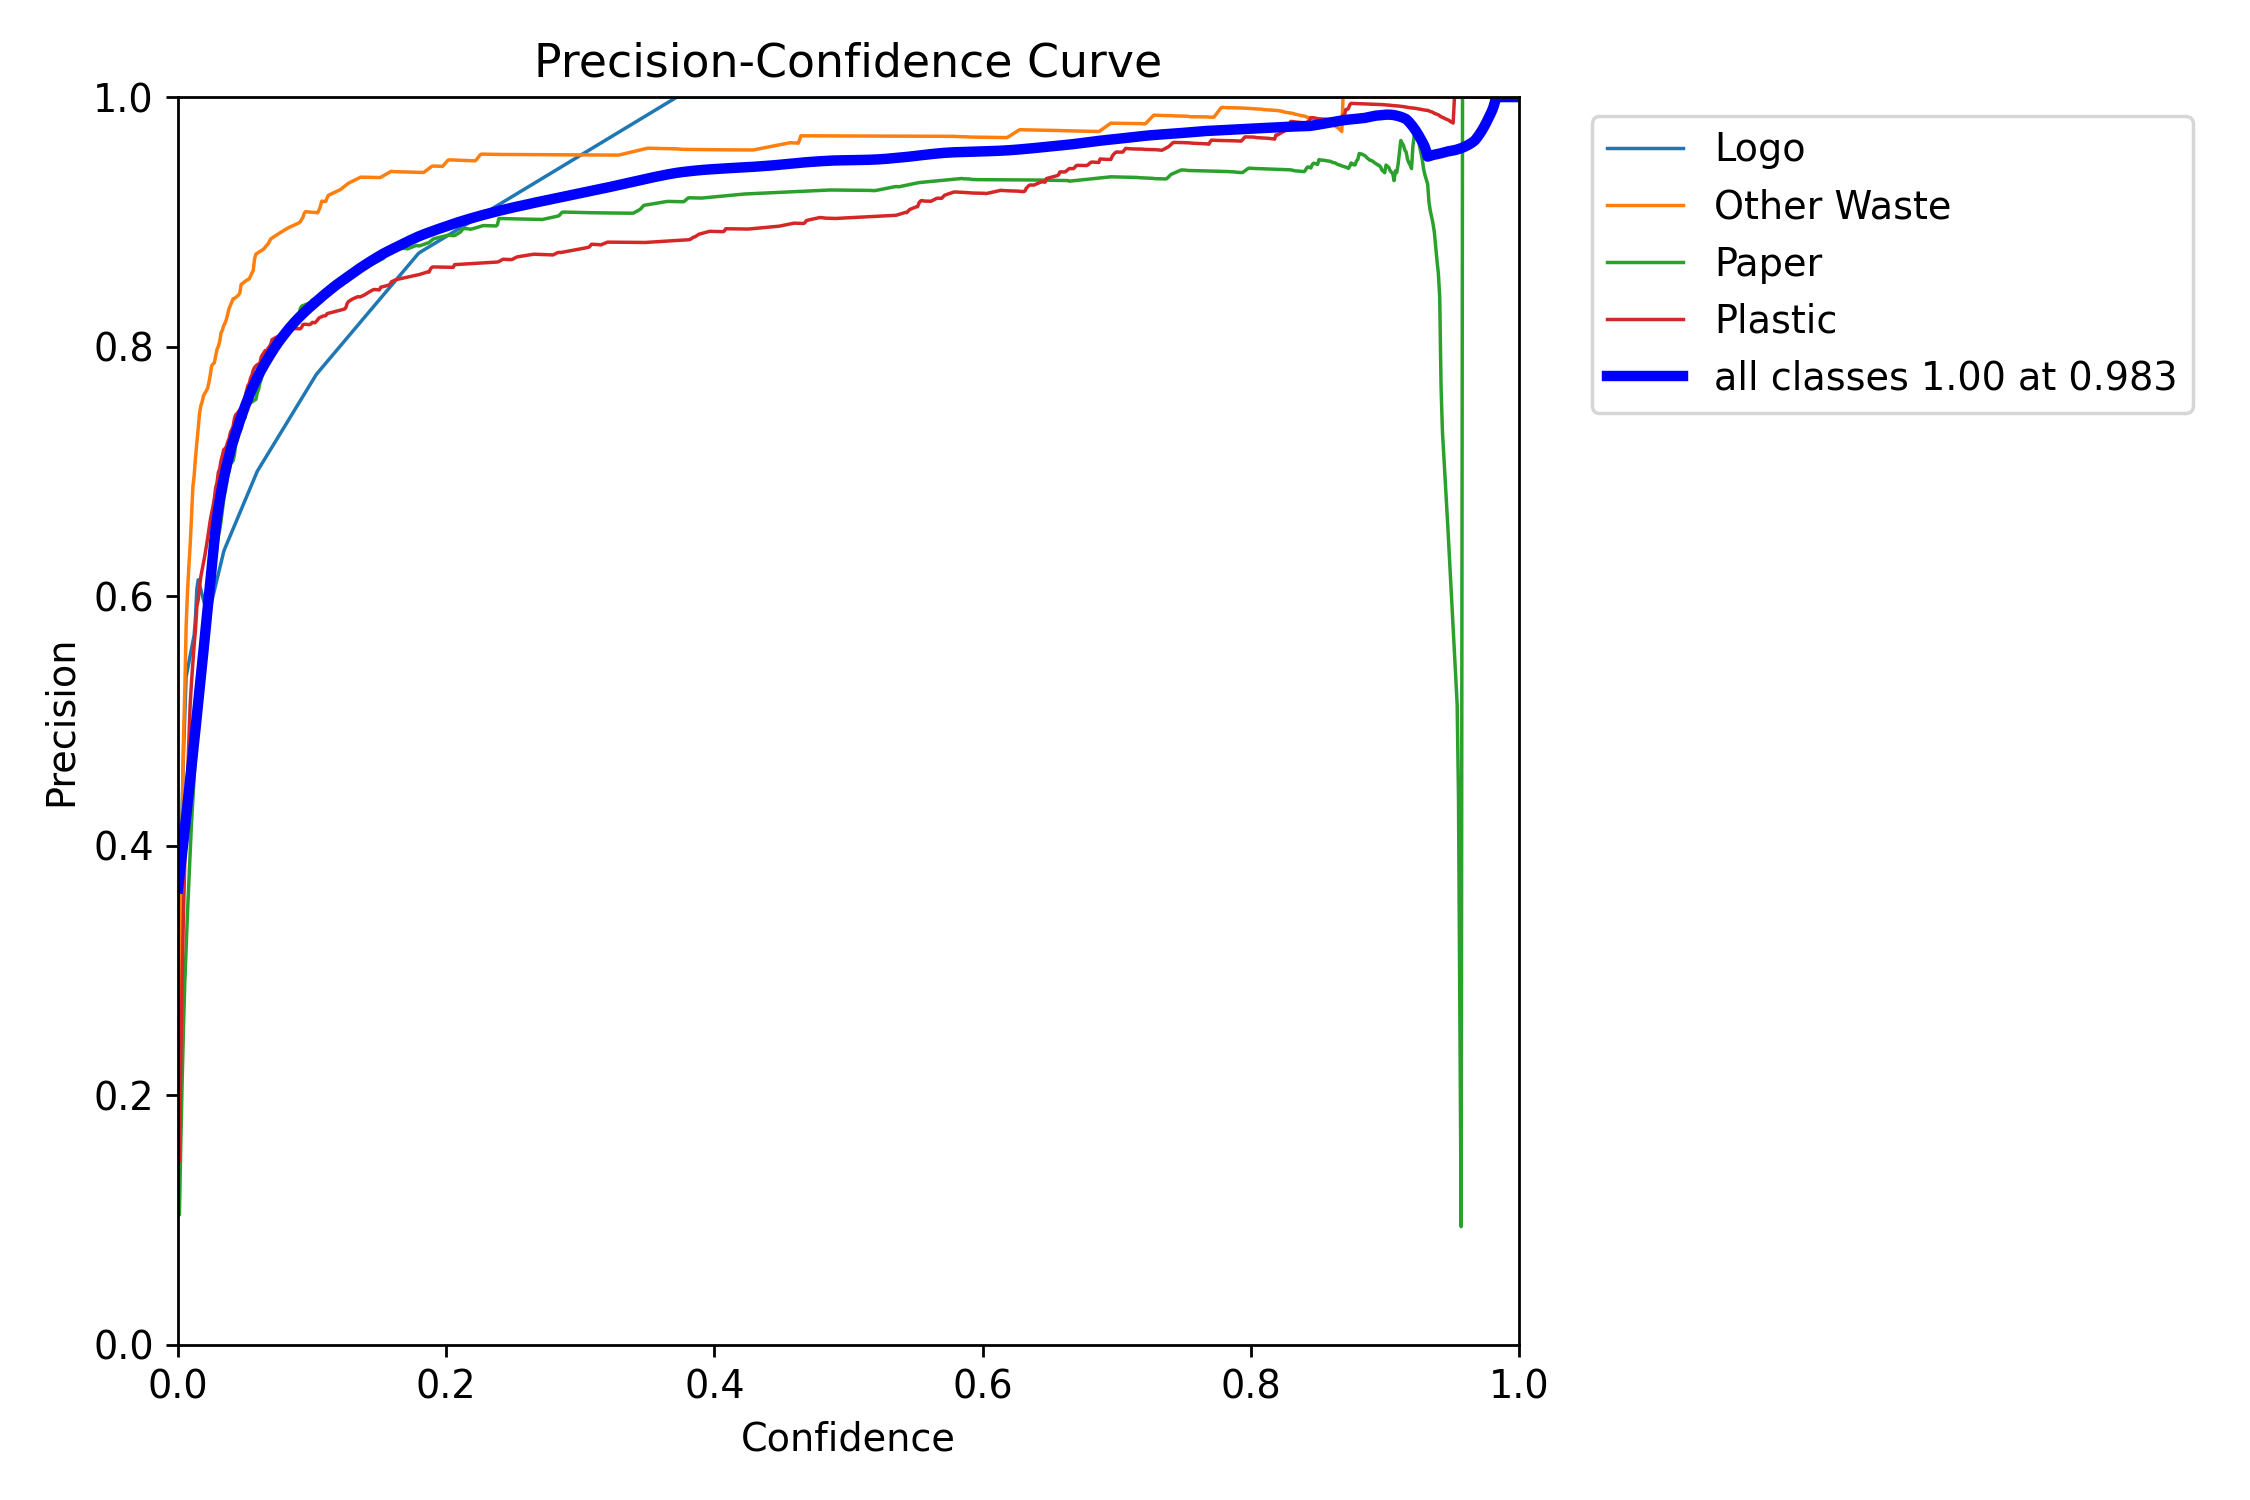 Precision-Confidence Curve
1.0
0.8
0.6
0.4
0.2
0.0
Precision
0.0 0.2 0.4 0.6 0.8 1.0
Confidence
Logo
Other Waste
Paper
Plastic
all classes 1.00 at 0.983